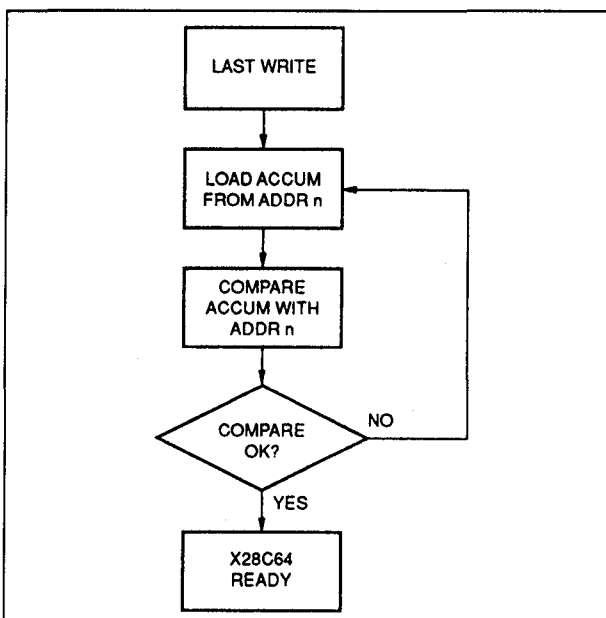 LAST WRITE
LOAD ACCUM
FROM ADDR n
COMPARE
ACCUM WITH
ADDR n
COMPARE
OK?
NO
YES
X28C64
READY